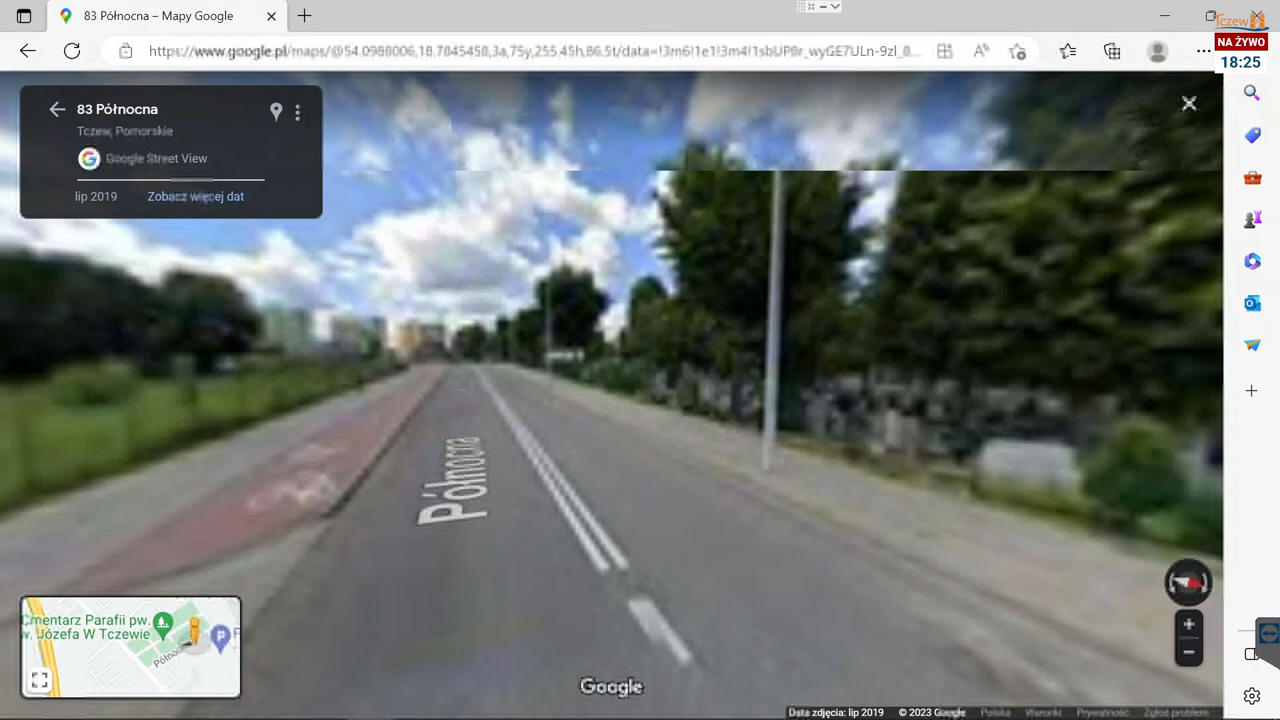 83 Północna – Mapy Google
Tczew
NA ŻYWO
18:25
https://www.google.pl/maps/@54.0988006,18.7845458,3a,75y,255.45h,86.5t/data=!3m6!1e1!3m4!1sbUP8r_wyGE7ULn-9zl_8...
83 Północna
Tczew, Pomorskie
Google Street View
lip 2019
Zobacz więcej dat
Północna
Cmentarz Parafii pw.
w. Józefa W Tczewie
Półno
Google
Data zdjęcia: lip 2019
© 2023 Google
Polska
Warunki
Prywatność
Zgłoś problem